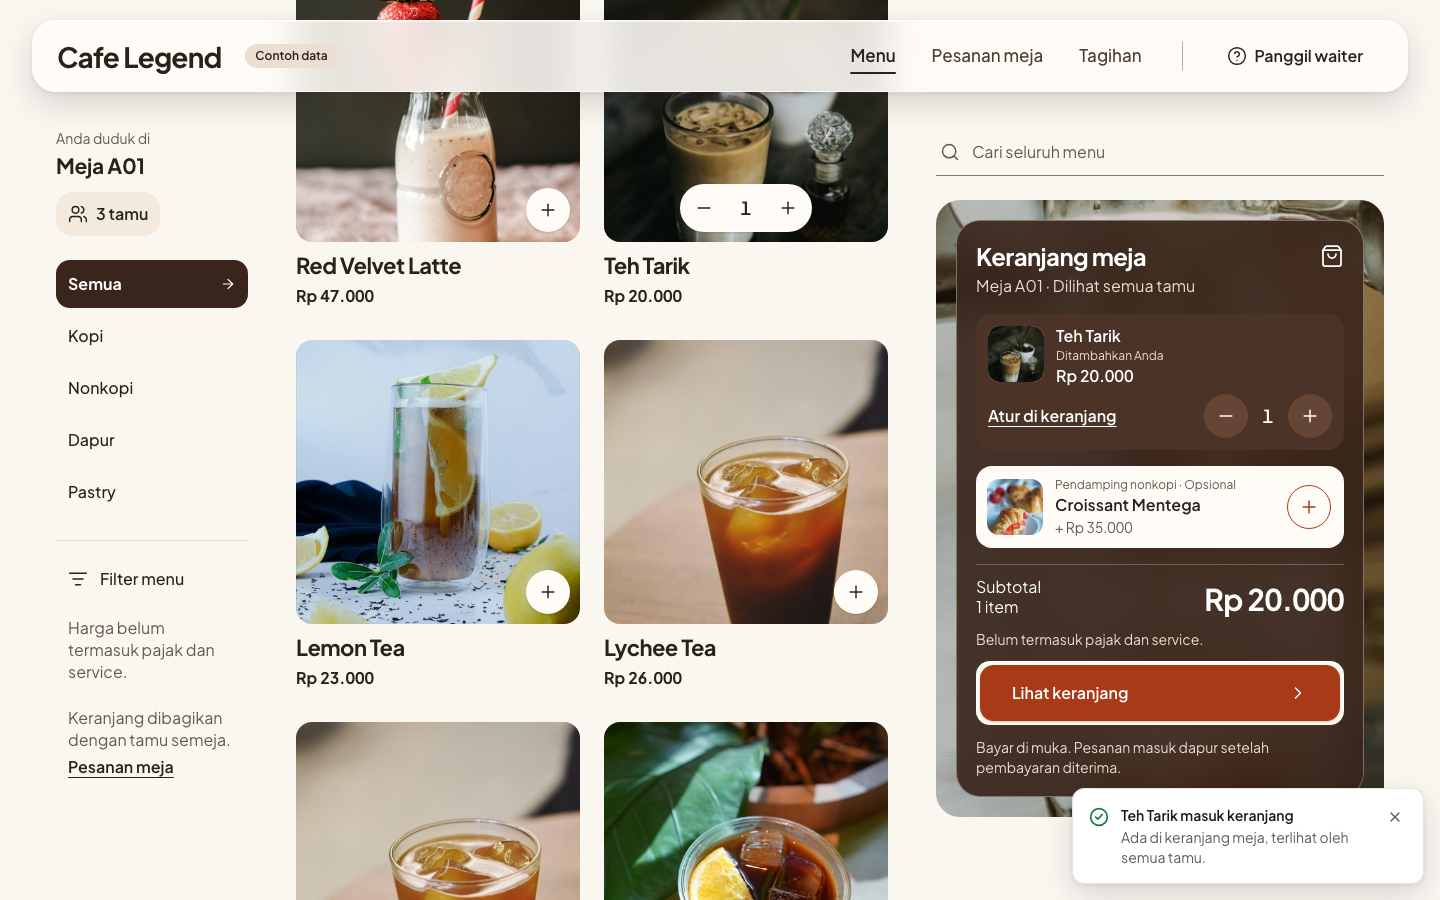 Cafe Legend
Contoh data
Menu
Pesanan meja
Tagihan
Panggil waiter
Anda duduk di
Meja A01
3 tamu
Semua
Kopi
Nonkopi
Dapur
Pastry
Filter menu
Harga belum
termasuk pajak dan
service.
Keranjang dibagikan
dengan tamu semeja.
Pesanan meja
Red Velvet Latte
Rp 47.000
1
Teh Tarik
Rp 20.000
Lemon Tea
Rp 23.000
Lychee Tea
Rp 26.000
Cari seluruh menu
Keranjang meja
Meja A01 · Dilihat semua tamu
Teh Tarik
Ditambahkan Anda
Rp 20.000
Atur di keranjang
1
Pendamping nonkopi · Opsional
Croissant Mentega
+ Rp 35.000
Subtotal
1 item
Rp 20.000
Belum termasuk pajak dan service.
Lihat keranjang
Bayar di muka. Pesanan masuk dapur setelah
pembayaran diterima.
Teh Tarik masuk keranjang
Ada di keranjang meja, terlihat oleh
semua tamu.